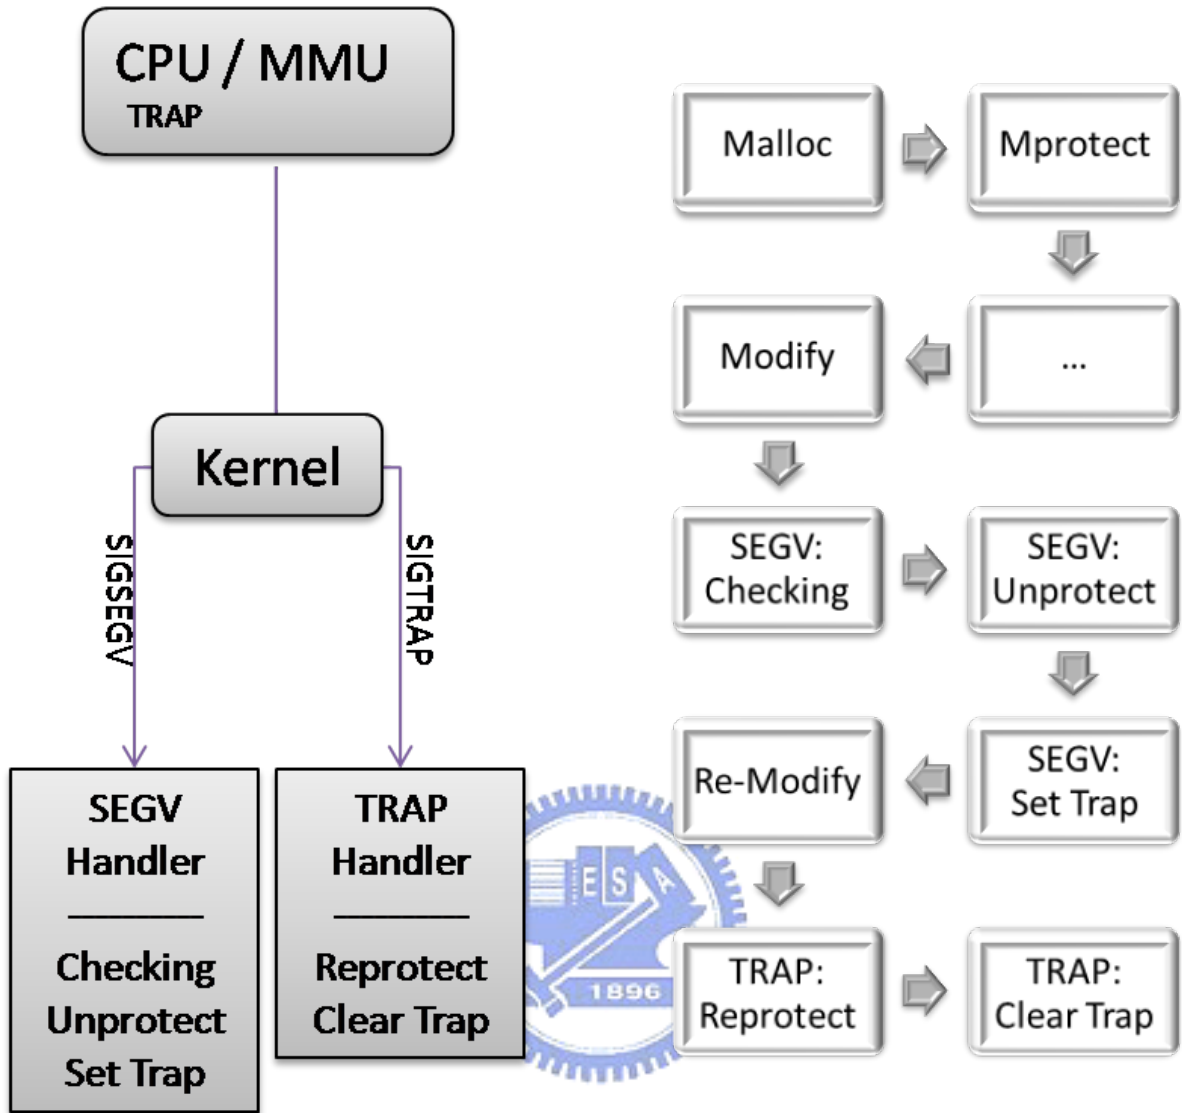 CPU / MMU
TRAP
Kernel
SIGSEGV
SIGTRAP
SEGV
Handler
Checking
Unprotect
Set Trap
TRAP
Handler
Reprotect
Clear Trap
Malloc
Mprotect
...
Modify
SEGV:
Checking
SEGV:
Unprotect
SEGV:
Set Trap
Re-Modify
TRAP:
Reprotect
TRAP:
Clear Trap
E S A
1896